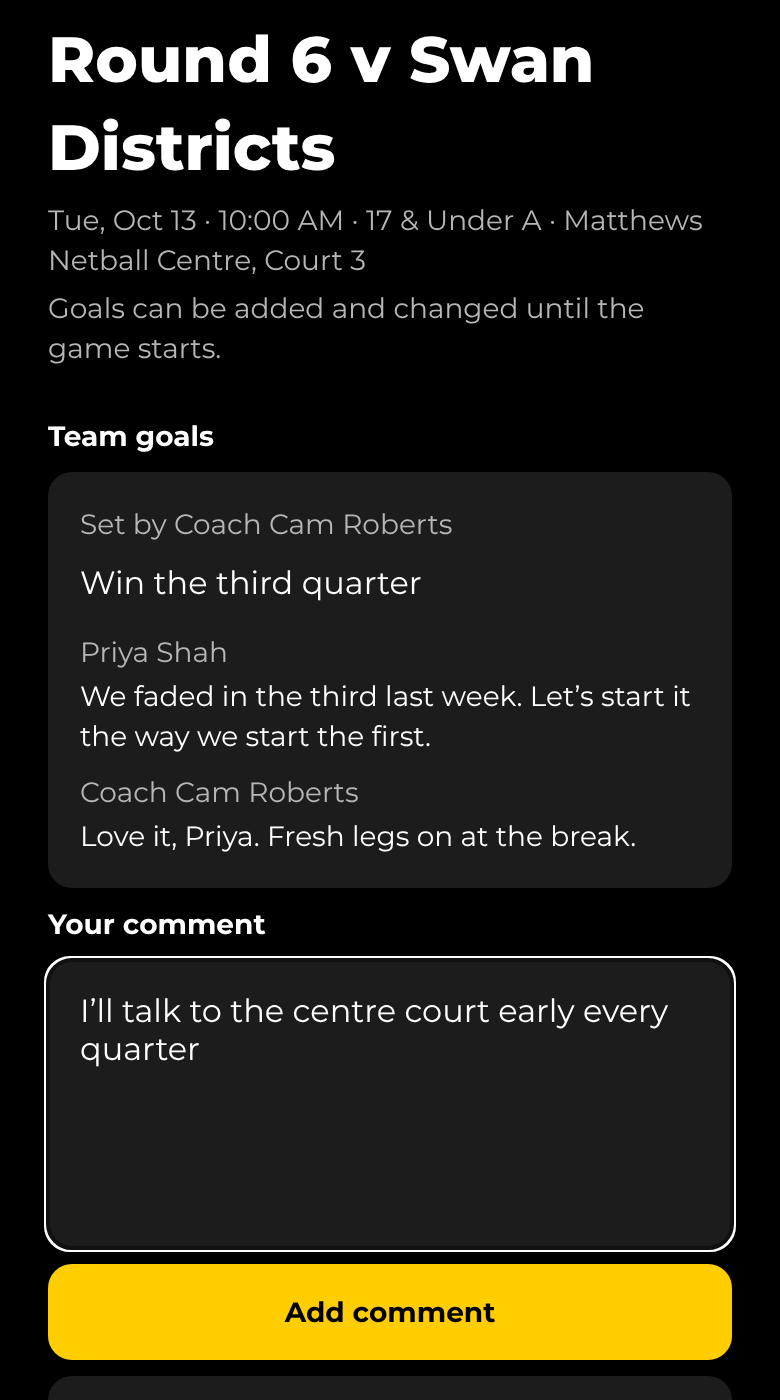 Round 6 v Swan
Districts
Tue, Oct 13 · 10:00 AM · 17 & Under A · Matthews
Netball Centre, Court 3
Goals can be added and changed until the
game starts.
Team goals
Set by Coach Cam Roberts
Win the third quarter
Priya Shah
We faded in the third last week. Let’s start it
the way we start the first.
Coach Cam Roberts
Love it, Priya. Fresh legs on at the break.
Your comment
I’ll talk to the centre court early every
quarter
Add comment